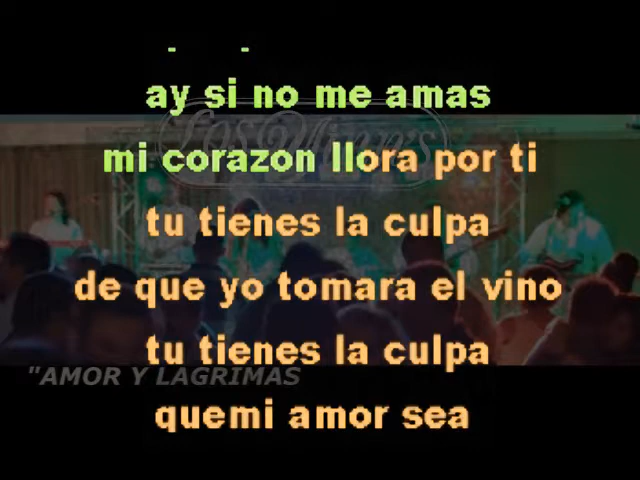 - -
ay si no me amas
mi corazon llora por ti
tu tienes la culpa
de que yo tomara el vino
tu tienes la culpa
"AMOR Y LAGRIMAS
quemi amor sea